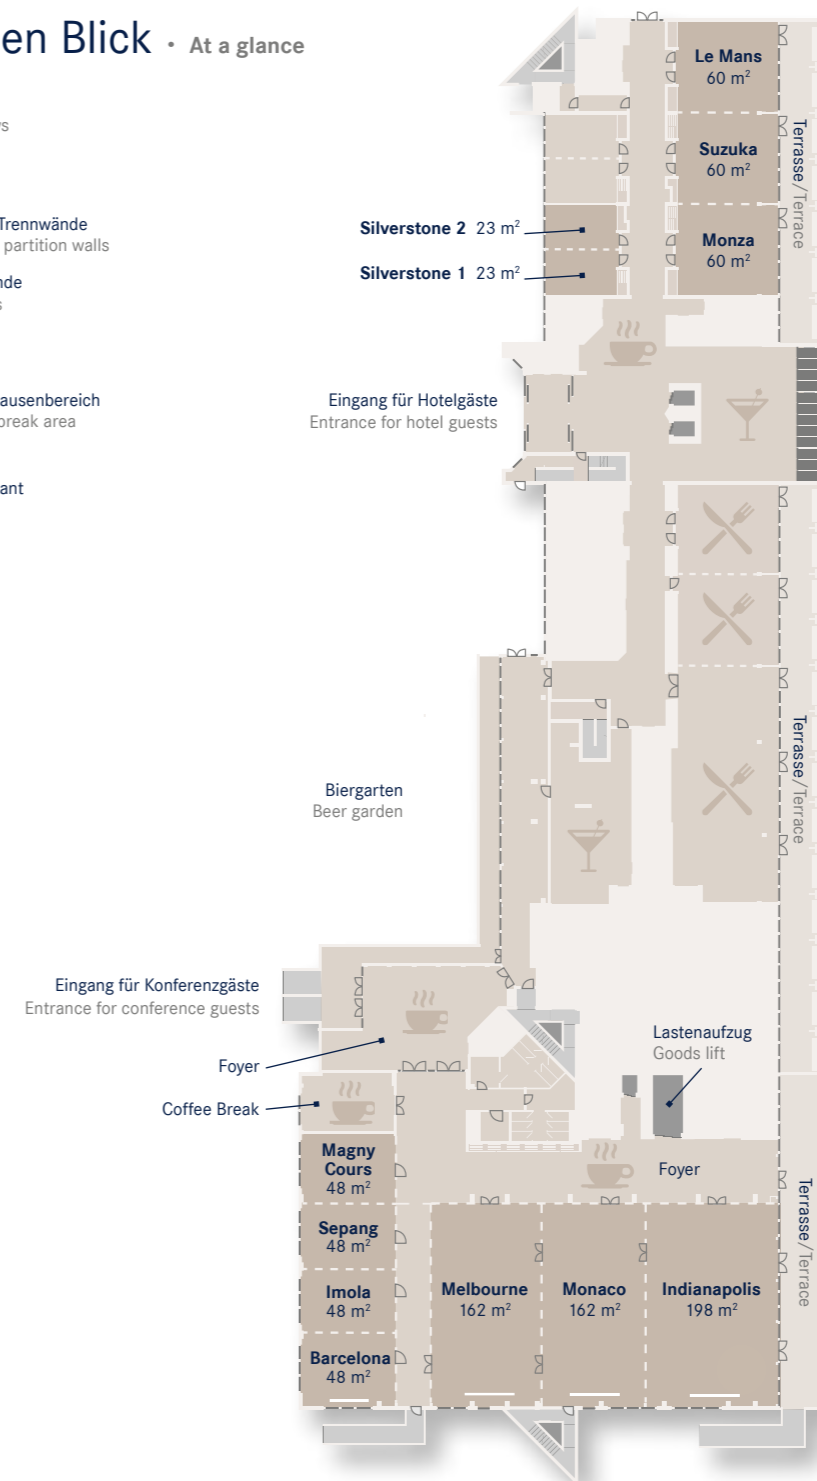 en Blick · At a glance
s
Trennwände
partition walls
nde
s
ausenbereich
break area
ant
Le Mans
60 m²
Suzuka
60 m²
Monza
60 m²
Terrasse/Terrace
Silverstone 2 23 m²
Silverstone 1 23 m²
Eingang für Hotelgäste
Entrance for hotel guests
Terrasse/Terrace
Biergarten
Beer garden
Eingang für Konferenzgäste
Entrance for conference guests
Foyer
Coffee Break
Lastenaufzug
Goods lift
Foyer
Terrasse/Terrace
Magny
Cours
48 m²
Sepang
48 m²
Imola
48 m²
Barcelona
48 m²
Melbourne
162 m²
Monaco
162 m²
Indianapolis
198 m²